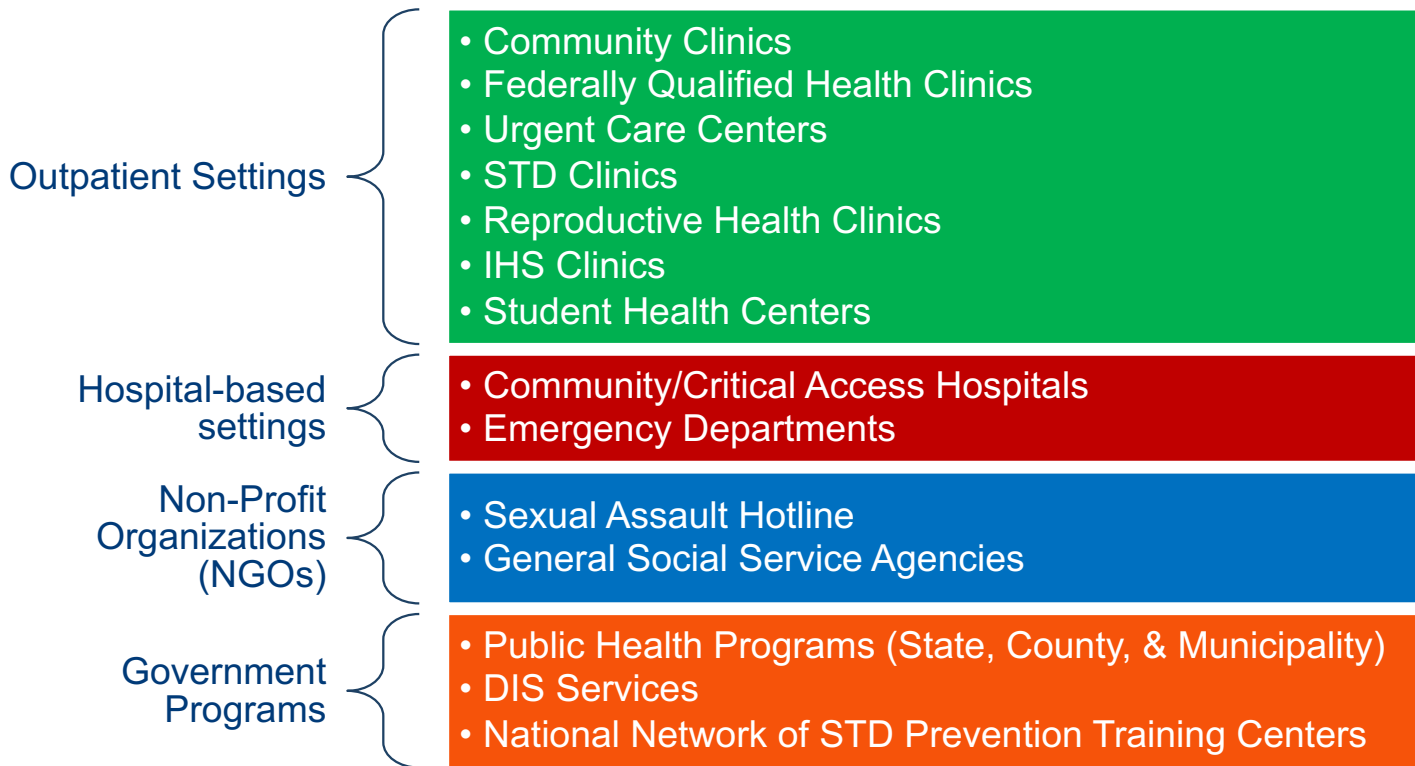 Outpatient Settings
• Community Clinics
• Federally Qualified Health Clinics
• Urgent Care Centers
• STD Clinics
• Reproductive Health Clinics
• IHS Clinics
• Student Health Centers
Hospital-based
settings
• Community/Critical Access Hospitals
• Emergency Departments
Non-Profit
Organizations
(NGOs)
• Sexual Assault Hotline
• General Social Service Agencies
Government
Programs
• Public Health Programs (State, County, & Municipality)
• DIS Services
• National Network of STD Prevention Training Centers